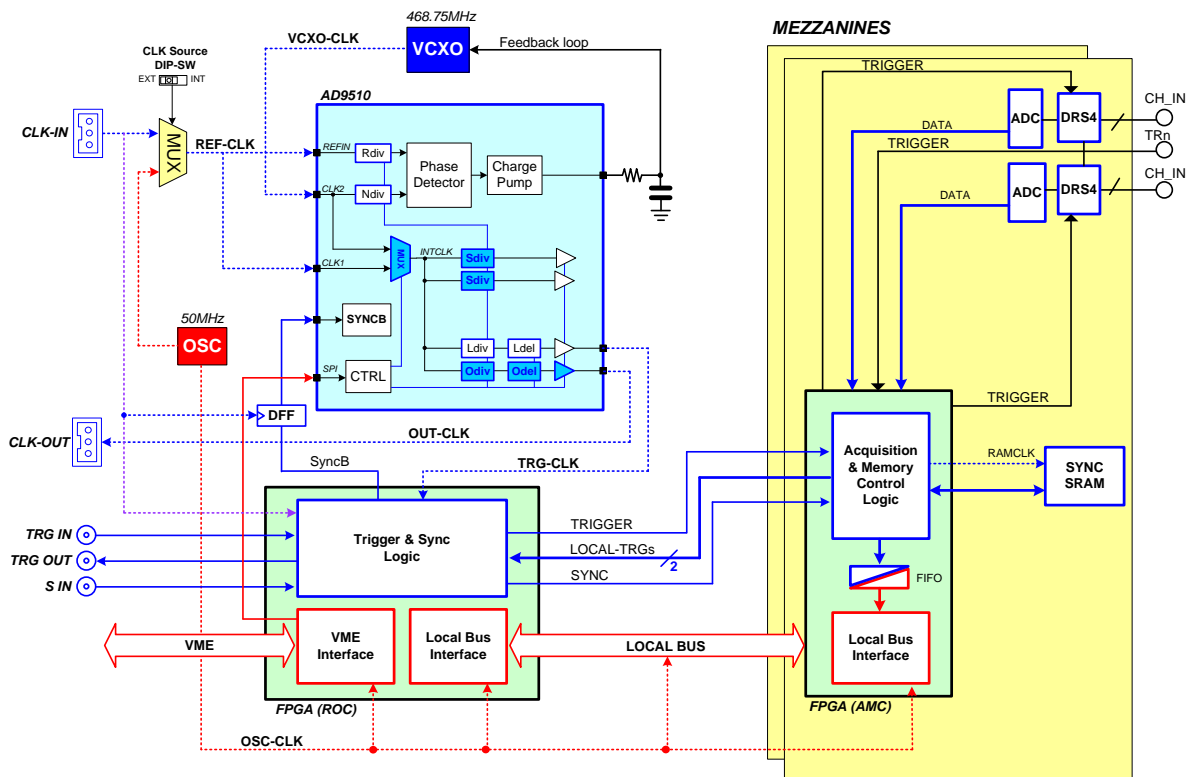 468.75MHz
VCXO
VCXO-CLK
Feedback loop
CLK Source
DIP-SW
EXT
INT
CLK-IN
MUX
REF-CLK
AD9510
REFIN
Rdiv
Phase
Detector
Charge
Pump
CLK2
Ndiv
MUX
INTCLK
Sdiv
CLK1
Sdiv
50MHz
OSC
SYNCB
Ldiv
Ldel
SPI
CTRL
Odiv
Odel
DFF
CLK-OUT
OUT-CLK
SyncB
TRG-CLK
TRG IN
TRG OUT
S IN
Trigger & Sync
Logic
TRIGGER
LOCAL-TRGs
2
SYNC
VME
VME
Interface
Local Bus
Interface
LOCAL BUS
FPGA (ROC)
OSC-CLK
MEZZANINES
TRIGGER
CH_IN
ADC
DRS4
DATA
TRIGGER
TRn
ADC
DRS4
CH_IN
DATA
TRIGGER
Acquisition
& Memory
Control
Logic
RAMCLK
SYNC
SRAM
FIFO
Local Bus
Interface
FPGA (AMC)